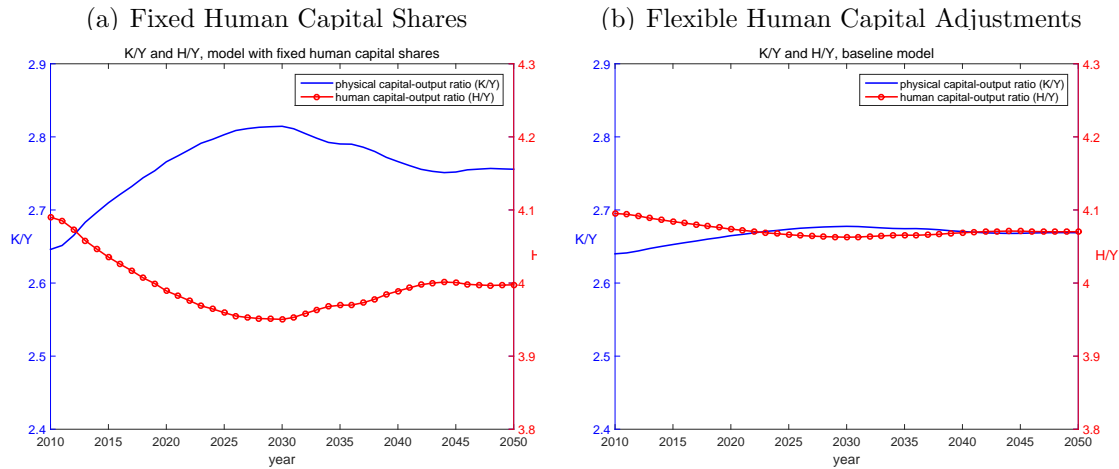 (a) Fixed Human Capital Shares
K/Y and H/Y, model with fixed human capital shares
physical capital-output ratio (K/Y)
human capital-output ratio (H/Y)
2.9
2.8
2.7
2.6
2.5
2.4
K/Y
4.3
4.2
4.1
4
3.9
3.8
2010 2015 2020 2025 2030 2035 2040 2045 2050
year
(b) Flexible Human Capital Adjustments
K/Y and H/Y, baseline model
physical capital-output ratio (K/Y)
human capital-output ratio (H/Y)
2.9
2.8
2.7
2.6
2.5
2.4
K/Y
4.3
4.2
4.1
4
3.9
3.8
H/Y
2010 2015 2020 2025 2030 2035 2040 2045 2050
year